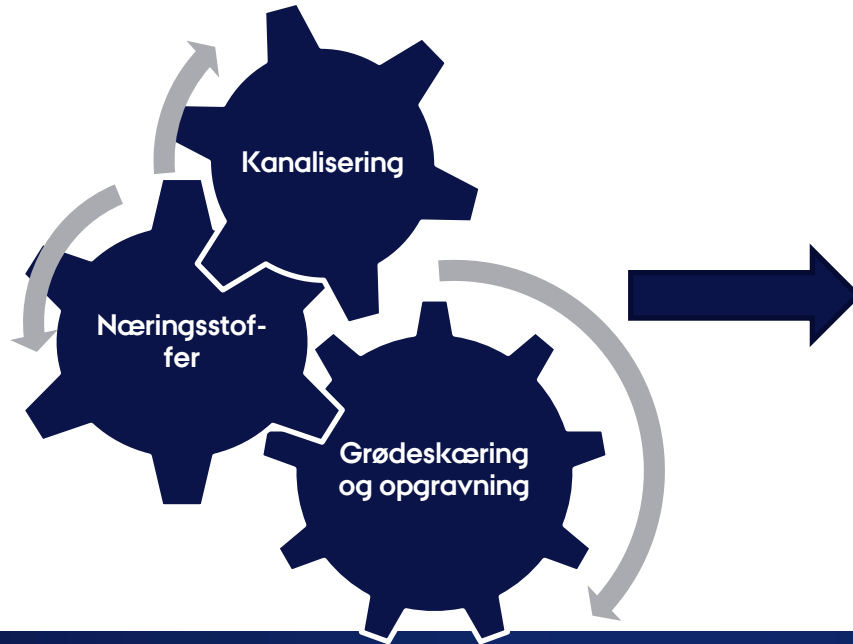 Kanalisering
Næringsstof-
fer
Grødeskæring
og opgravning